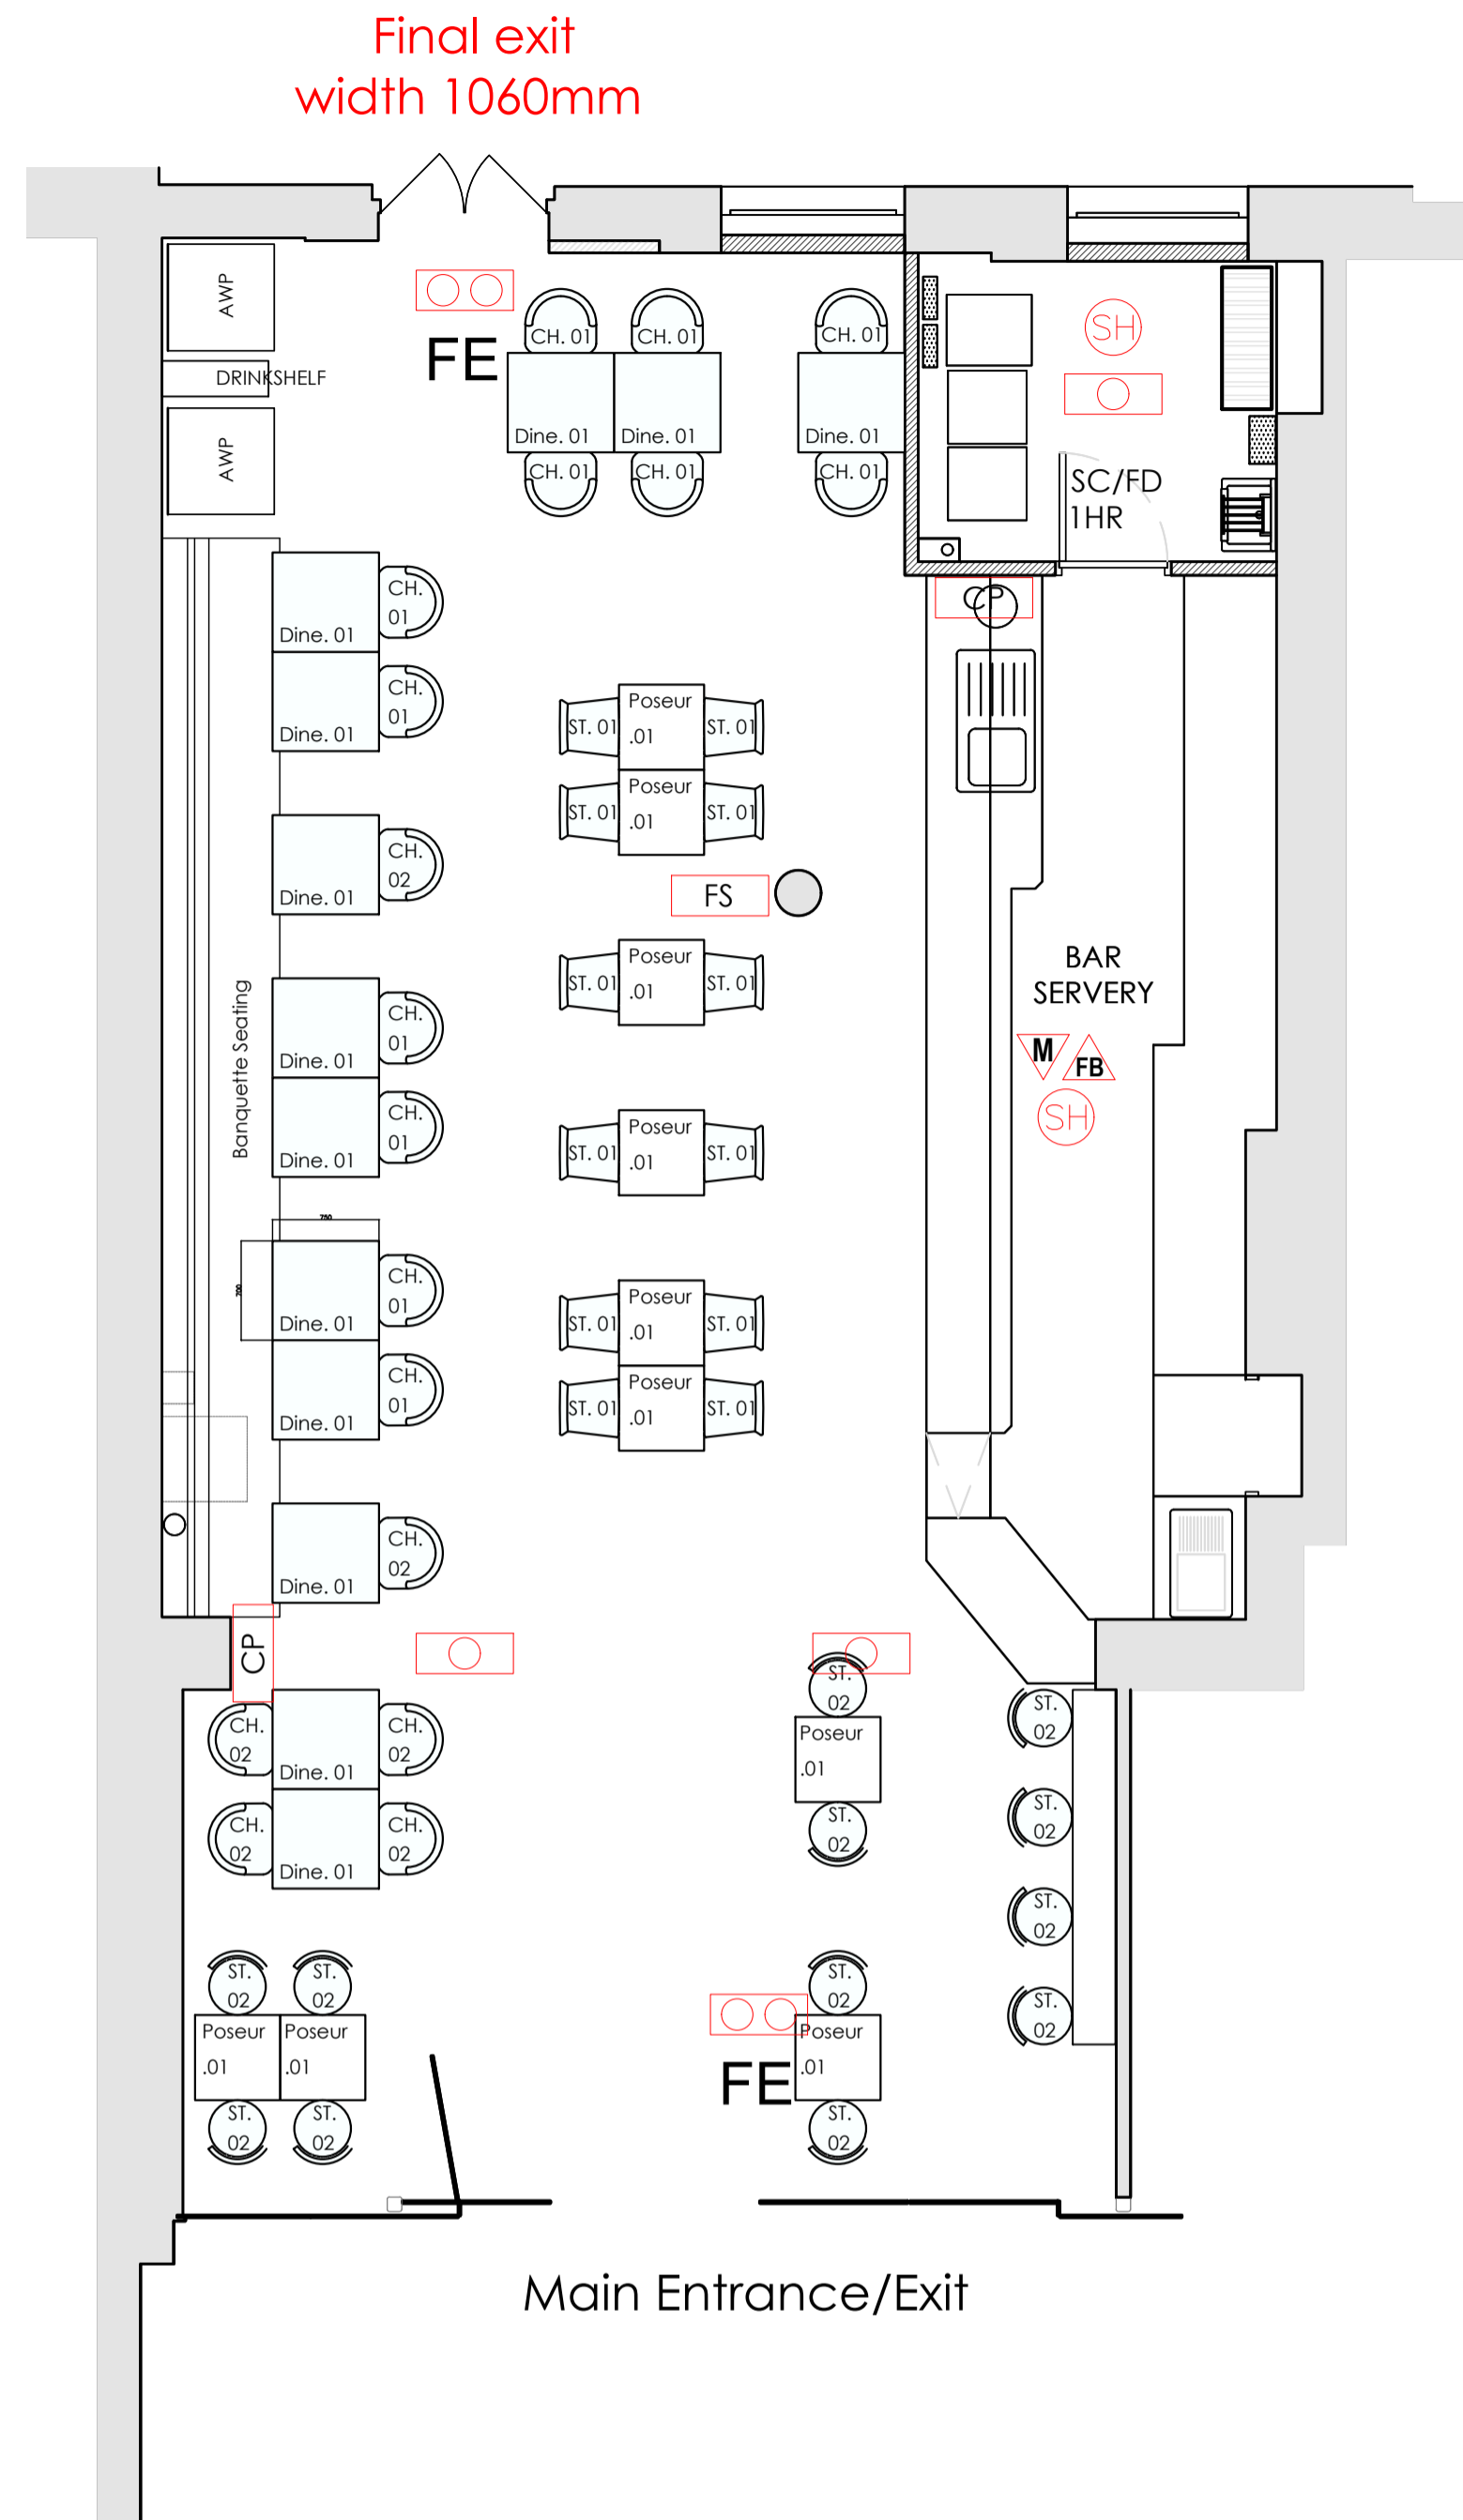 Final exit
width 1060mm
AWP
DRINKSHELF
AWP
FE
CH. 01
CH. 01
CH. 01
Dine. 01
Dine. 01
Dine. 01
CH. 01
CH. 01
CH. 01
SH
SC/FD
1HR
CP
CH.
01
Dine. 01
CH.
01
Dine. 01
Poseur
.01
ST. 01
ST. 01
Poseur
.01
ST. 01
ST. 01
CH.
02
Dine. 01
FS
BAR
SERVERY
M
FB
SH
Banquette Seating
CH.
01
Dine. 01
CH.
01
Dine. 01
Poseur
.01
ST. 01
ST. 01
Poseur
.01
ST. 01
ST. 01
750
700
CH.
01
Dine. 01
CH.
01
Dine. 01
Poseur
.01
ST. 01
ST. 01
Poseur
.01
ST. 01
ST. 01
CH.
02
Dine. 01
CP
CH.
02
CH.
02
Dine. 01
CH.
02
CH.
02
Dine. 01
ST.
02
Poseur
.01
ST.
02
ST.
02
ST.
02
ST.
02
ST.
02
ST.
02
ST.
02
Poseur
.01
Poseur
.01
ST.
02
ST.
02
ST.
02
Poseur
.01
ST.
02
FE
Main Entrance/Exit